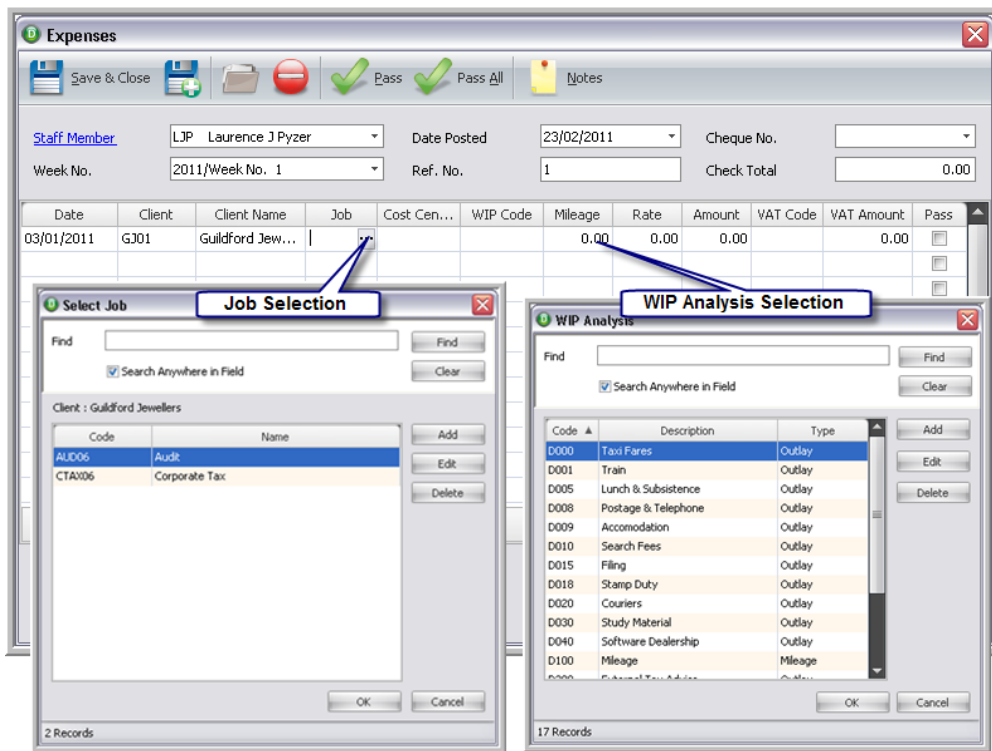 Expenses
Save & Close Pass Pass All Notes
Staff Member LJP Laurence J Pyzer Date Posted 23/02/2011 Cheque No.
Week No. 2011/Week No. 1 Ref. No. 1 Check Total 0.00
Date Client Client Name Job Cost Cen... WIP Code Mileage Rate Amount VAT Code VAT Amount Pass
03/01/2011 GJ01 Guildford Jew... ... 0.00 0.00 0.00 0.00
Job Selection
WIP Analysis Selection
Select Job
Find Find
Search Anywhere in Field Clear
Client : Guildford Jewellers
Code Name Add
AUD06 Audit Edit
CTAX06 Corporate Tax
Delete
OK Cancel
2 Records
WIP Analysis
Find Find
Search Anywhere in Field Clear
Code Description Type Add
D000 Taxi Fares Outlay
D001 Train Outlay Edit
D005 Lunch & Subsistence Outlay Delete
D008 Postage & Telephone Outlay
D009 Accomodation Outlay
D010 Search Fees Outlay
D015 Filing Outlay
D018 Stamp Duty Outlay
D020 Couriers Outlay
D030 Study Material Outlay
D040 Software Dealership Outlay
D100 Mileage Mileage
OK Cancel
17 Records